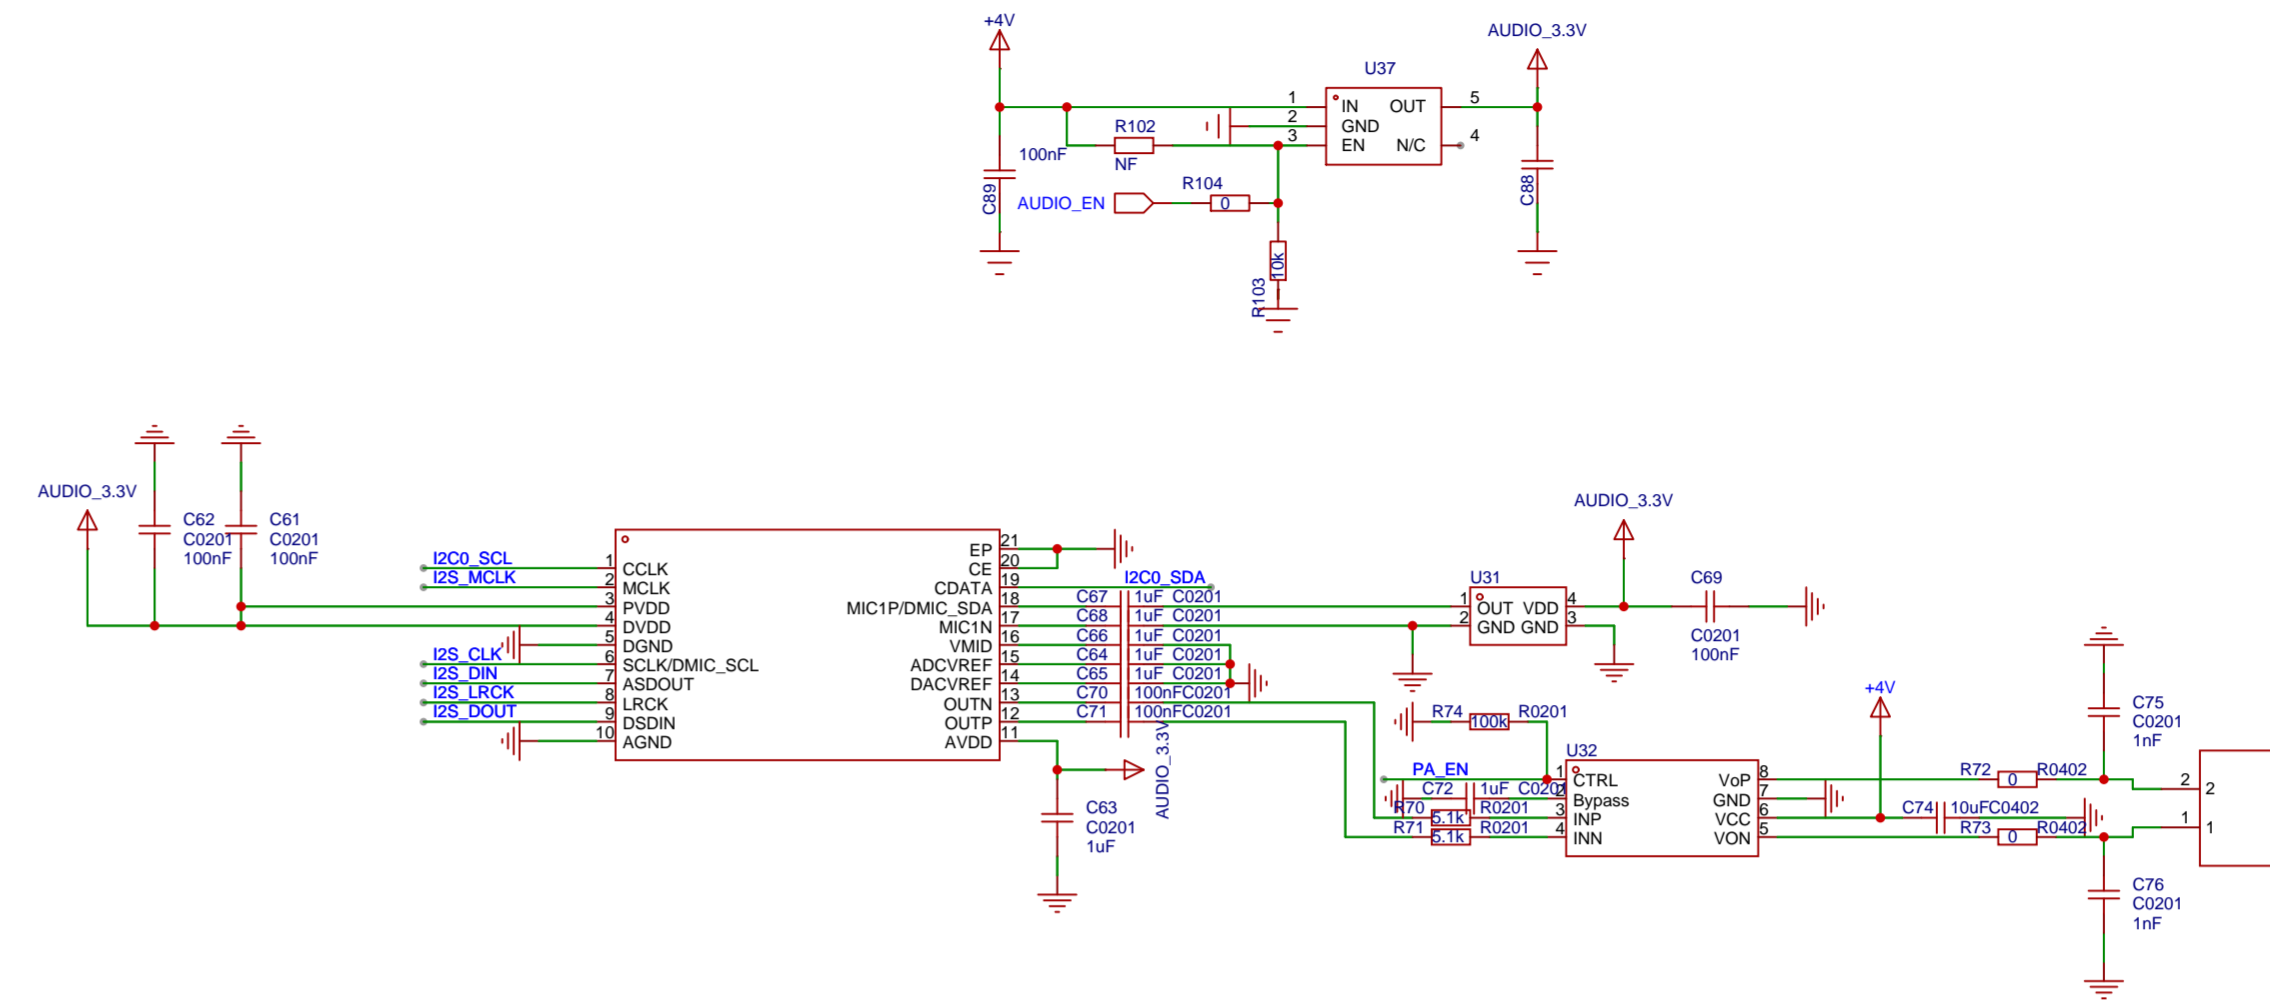 +4V
AUDIO_3.3V
U37
1
IN
OUT
5
2
GND
3
EN
N/C
4
R102
NF
100nF
C89
R104
AUDIO_EN
0
C88
10k
R103
AUDIO_3.3V
C62
C0201
100nF
C61
C0201
100nF
I2C0_SCL
I2S_MCLK
I2S_CLK
I2S_DIN
I2S_LRCK
I2S_DOUT
1 CCLK
2 MCLK
3 PVDD
4 DVDD
5 DGND
6 SCLK/DMIC_SCL
7 ASDOUT
8 LRCK
9 DSDIN
10 AGND
EP 21
CE 20
CDATA 19
MIC1P/DMIC_SDA 18
MIC1N 17
VMID 16
ADCVREF 15
DACVREF 14
OUTN 13
OUTP 12
AVDD 11
I2C0_SDA
C67 1uF C0201
C68 1uF C0201
C66 1uF C0201
C64 1uF C0201
C65 1uF C0201
C70 100nFC0201
C71 100nFC0201
AUDIO_3.3V
C63
C0201
1uF
AUDIO_3.3V
U31
1 OUT VDD 4
2 GND GND 3
C69
C0201
100nF
R74 100k R0201
PA_EN
C72 1uF C0201
R70 5.1k R0201
R71 5.1k R0201
U32
1 CTRL VoP 8
2 Bypass GND 7
3 INP VCC 6
4 INN VON 5
+4V
R72 0 R0402
C74 10uFC0402
R73 0 R0402
C75
C0201
1nF
2 2
1 1
C76
C0201
1nF